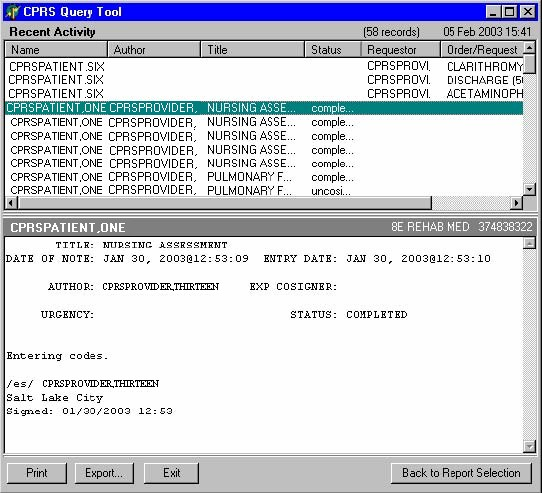 CPRS Query Tool
Recent Activity (58 records) 05 Feb 2003 15:41
Name Author Title Status Requestor Order/Request
CPRSPATIENT.SIX CPRSPROVI. CLARITHROMY
CPRSPATIENT.SIX CPRSPROVI. DISCHARGE (50
CPRSPATIENT.SIX CPRSPROVI. ACETAMINOPH
CPRSPATIENT,ONE CPRSPROVIDER, NURSING ASSE... comple...
CPRSPATIENT,ONE CPRSPROVIDER, NURSING ASSE... comple...
CPRSPATIENT,ONE CPRSPROVIDER, NURSING ASSE... comple...
CPRSPATIENT,ONE CPRSPROVIDER, NURSING ASSE... comple...
CPRSPATIENT,ONE CPRSPROVIDER, NURSING ASSE... comple...
CPRSPATIENT,ONE CPRSPROVIDER, PULMONARY F... comple...
CPRSPATIENT,ONE CPRSPROVIDER, PULMONARY F... uncosi...
CPRSPATIENT,ONE 8E REHAB MED 374838322
TITLE: NURSING ASSESSMENT
DATE OF NOTE: JAN 30, 2003@12:53:09 ENTRY DATE: JAN 30, 2003@12:53:10
AUTHOR: CPRSPROVIDER,THIRTEEN EXP COSIGNER:
URGENCY: STATUS: COMPLETED
Entering codes.
/es/ CPRSPROVIDER,THIRTEEN
Salt Lake City
Signed: 01/30/2003 12:53
Print Export... Exit Back to Report Selection